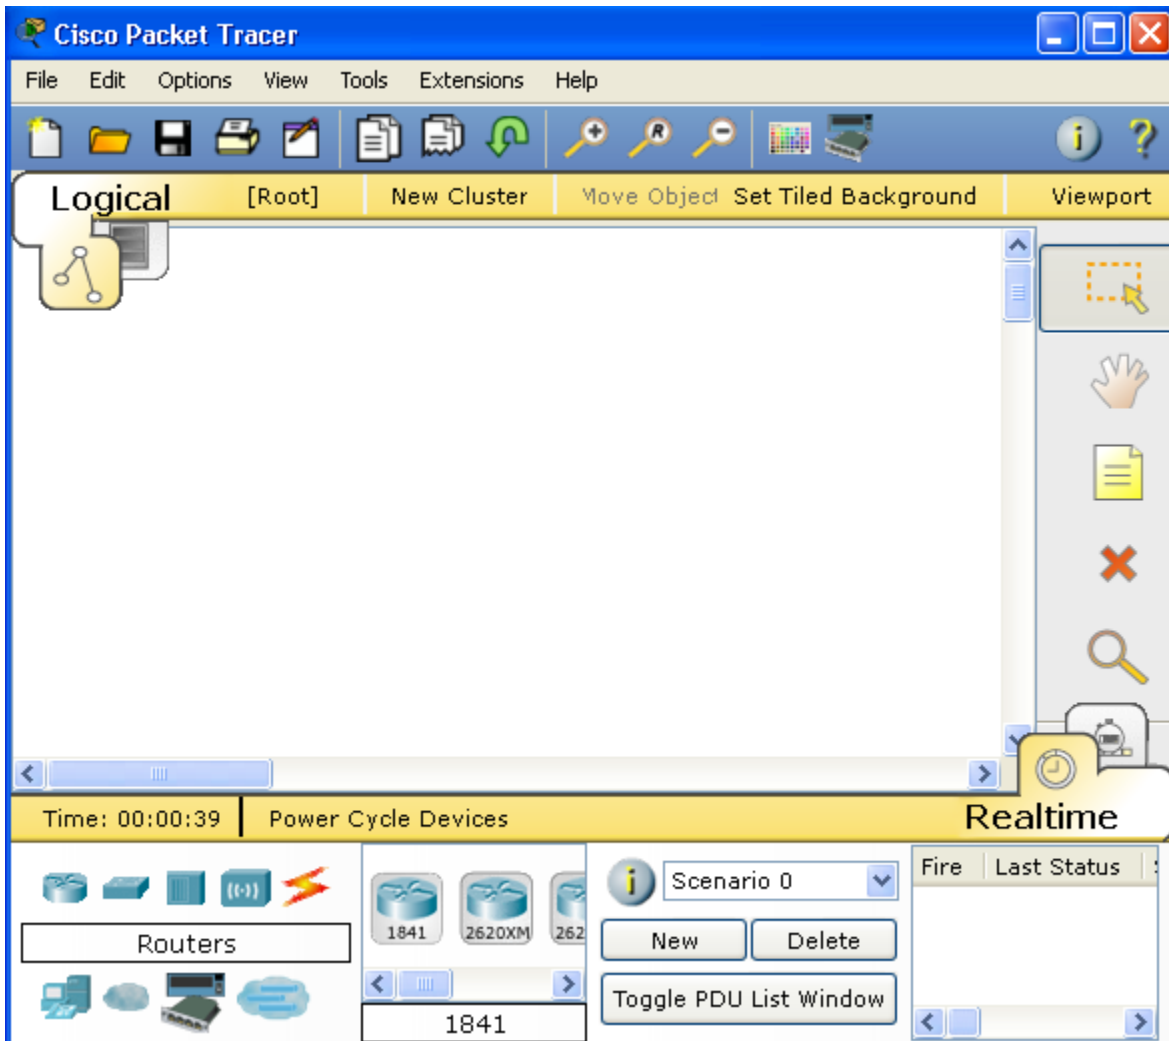 Cisco Packet Tracer
File Edit Options View Tools Extensions Help
Logical [Root] New Cluster Move Object Set Tiled Background Viewport
Time: 00:00:39 Power Cycle Devices Realtime
Fire Last Status
Scenario 0
1841 2620XM 262
Routers New Delete
Toggle PDU List Window
1841